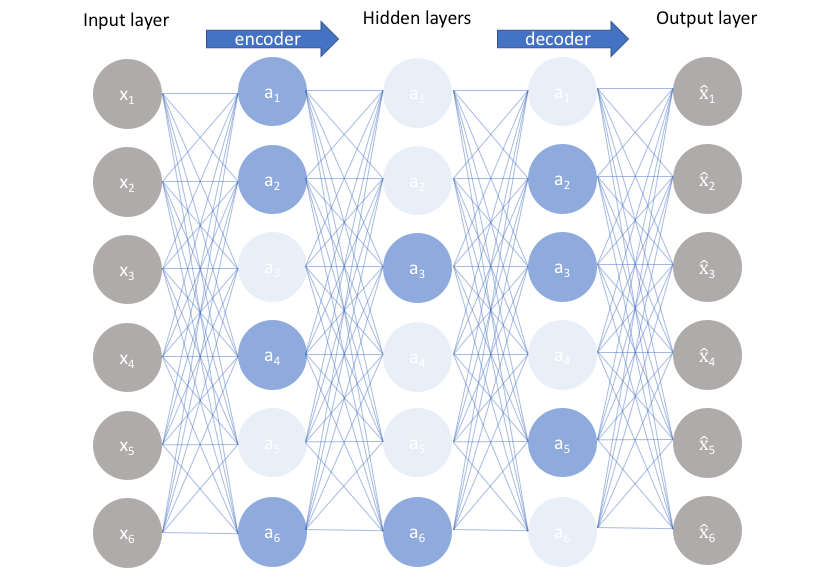 Input layer
encoder
Hidden layers
decoder
Output layer
x₁ a₁ a₁ a₁ x̂₁
x₂ a₂ a₂ a₂ x̂₂
x₃ a₃ a₃ a₃ x̂₃
x₄ a₄ a₄ a₄ x̂₄
x₅ a₅ a₅ a₅ x̂₅
x₆ a₆ a₆ a₆ x̂₆